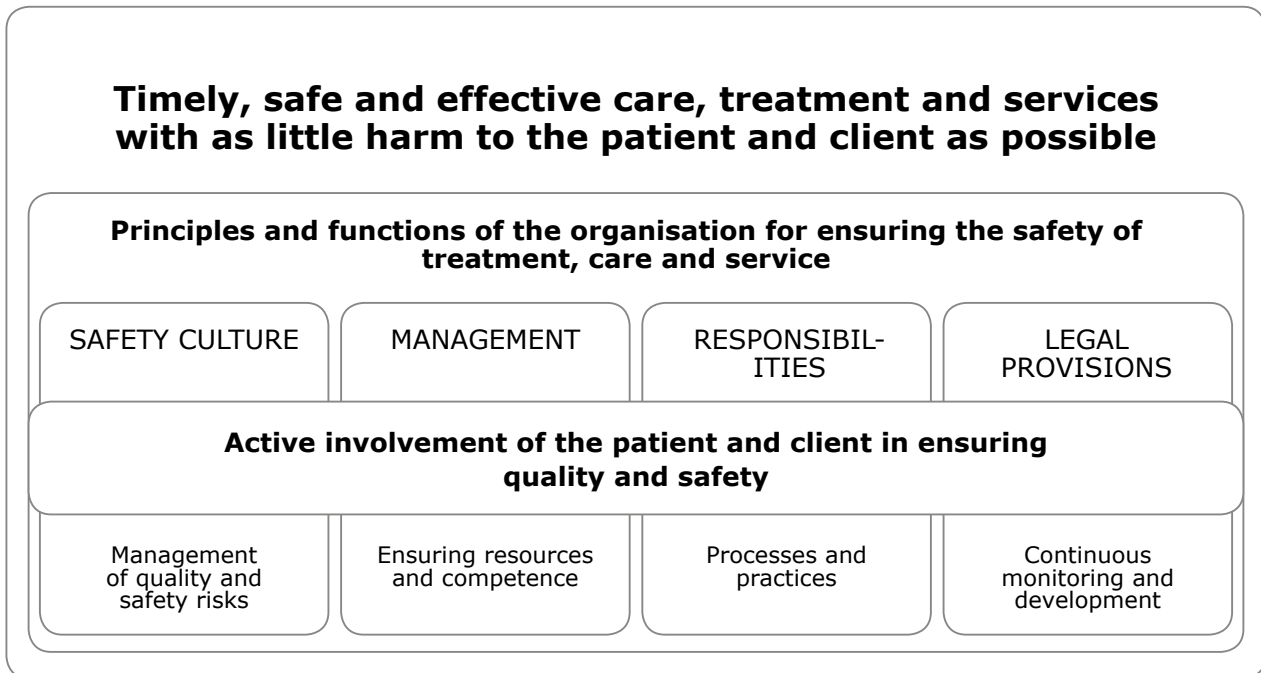 Timely, safe and effective care, treatment and services
with as little harm to the patient and client as possible
Principles and functions of the organisation for ensuring the safety of
treatment, care and service
SAFETY CULTURE
MANAGEMENT
RESPONSIBIL-
ITIES
LEGAL
PROVISIONS
Active involvement of the patient and client in ensuring
quality and safety
Management
of quality and
safety risks
Ensuring resources
and competence
Processes and
practices
Continuous
monitoring and
development